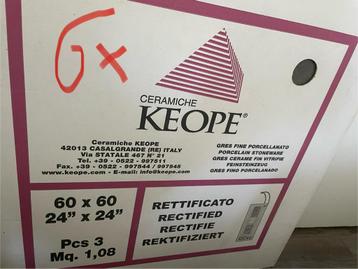 6x
CERAMICHE
KEOPE®
Ceramiche KEOPE
42013 CASALGRANDE (RE) ITALY
Via STATALE 467 N° 21
Tel. +39 - 0522 - 997511
Fax. +39 - 0522 - 997544 / 997545
www.keope.com - E-mail: info@keope.com
GRES FINE PORCELLANATO
PORCELAIN STONEWARE
GRES CERAME FIN VITRIFIE
FEINSTEINZEUG
GRES FINO PORCELANADO
60 x 60
24” x 24”
Pcs 3
Mq. 1,08
RETTIFICATO
RECTIFIED
RECTIFIE
REKTIFIZIERT